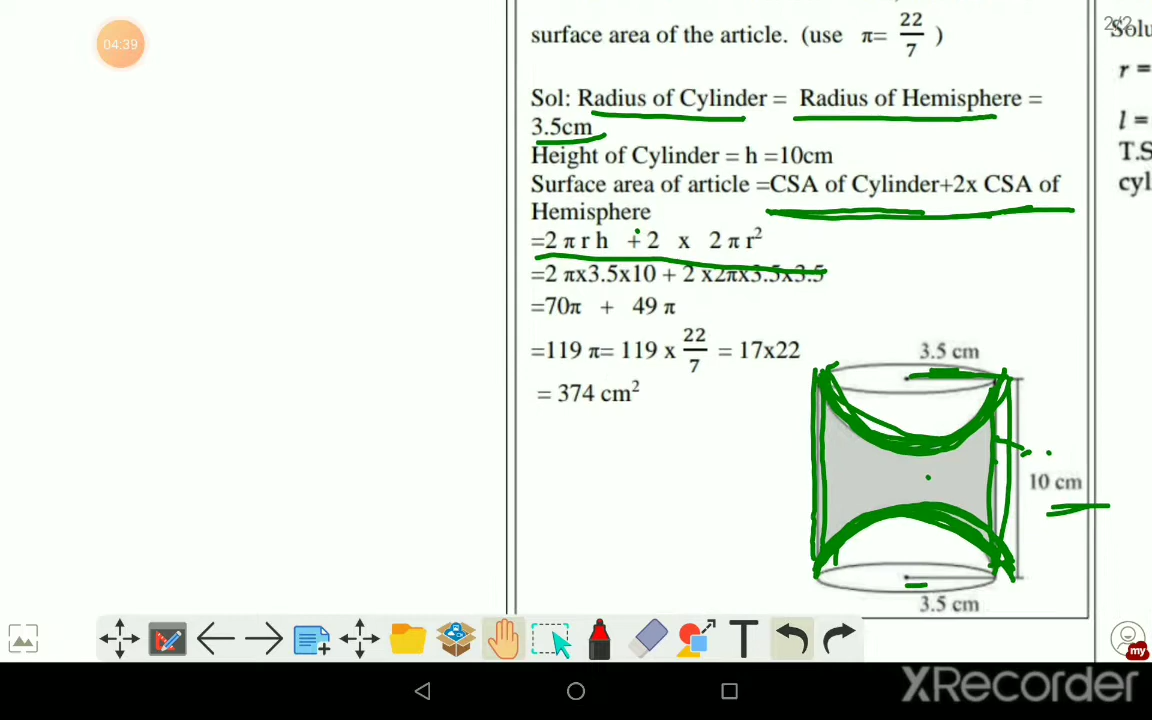 04:39
surface area of the article. (use π= 22/7 )
Sol: Radius of Cylinder = Radius of Hemisphere =
3.5cm
Height of Cylinder = h =10cm
Surface area of article =CSA of Cylinder+2x CSA of
Hemisphere
=2 π r h +2 x 2 π r²
=2 πx3.5x10 + 2 x2πx3.5x3.5
=70π + 49 π
=119 π= 119 x 22/7 = 17x22
= 374 cm²
3.5 cm
10 cm
3.5 cm
r =
l =
T.S
cyl
T
my
XRecorder